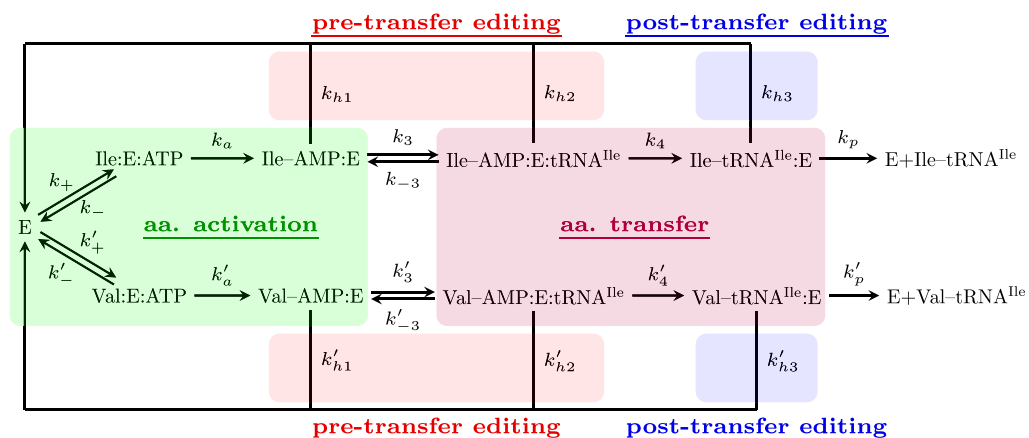 pre-transfer editing post-transfer editing
k_{h1} k_{h2} k_{h3}
k_a k_3 k_4 k_p
Ile:E:ATP Ile–AMP:E Ile–AMP:E:tRNA^{Ile} Ile–tRNA^{Ile}:E E+Ile–tRNA^{Ile}
k_+ k_{-3}
k_-
E aa. activation aa. transfer
k'_+
k'_- k'_a k'_3 k'_4 k'_p
Val:E:ATP Val–AMP:E Val–AMP:E:tRNA^{Ile} Val–tRNA^{Ile}:E E+Val–tRNA^{Ile}
k'_{-3}
k'_{h1} k'_{h2} k'_{h3}
pre-transfer editing post-transfer editing